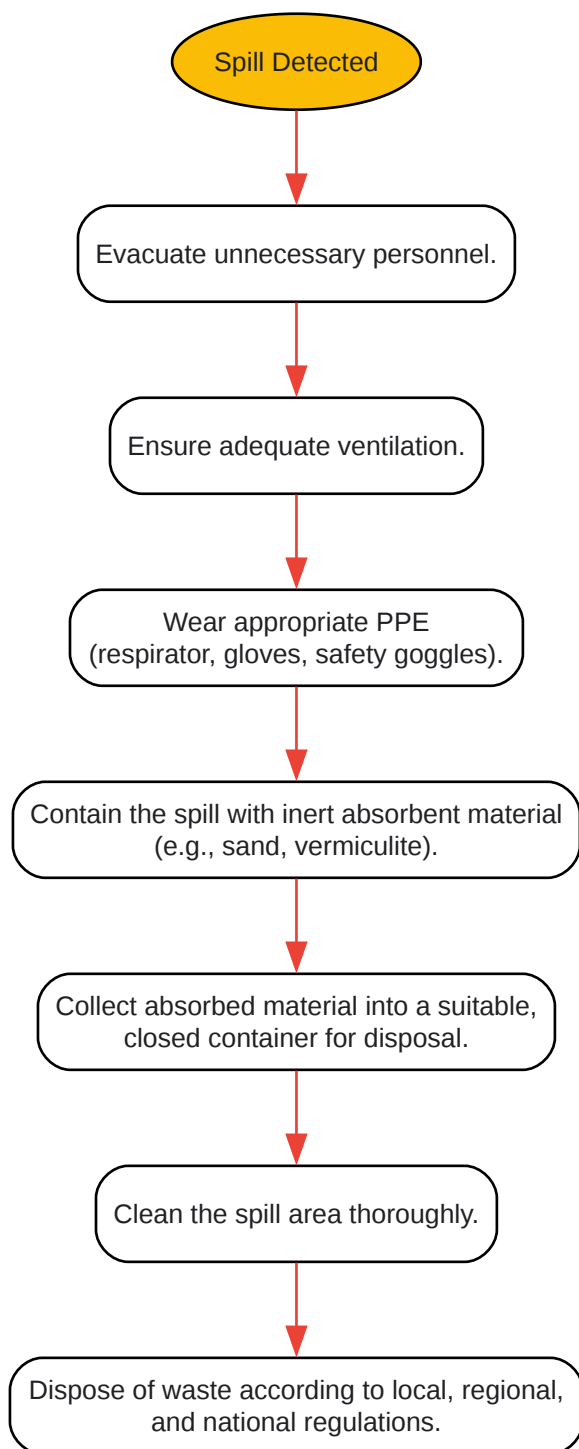 Spill Detected
Evacuate unnecessary personnel.
Ensure adequate ventilation.
Wear appropriate PPE
(respirator, gloves, safety goggles).
Contain the spill with inert absorbent material
(e.g., sand, vermiculite).
Collect absorbed material into a suitable,
closed container for disposal.
Clean the spill area thoroughly.
Dispose of waste according to local, regional,
and national regulations.